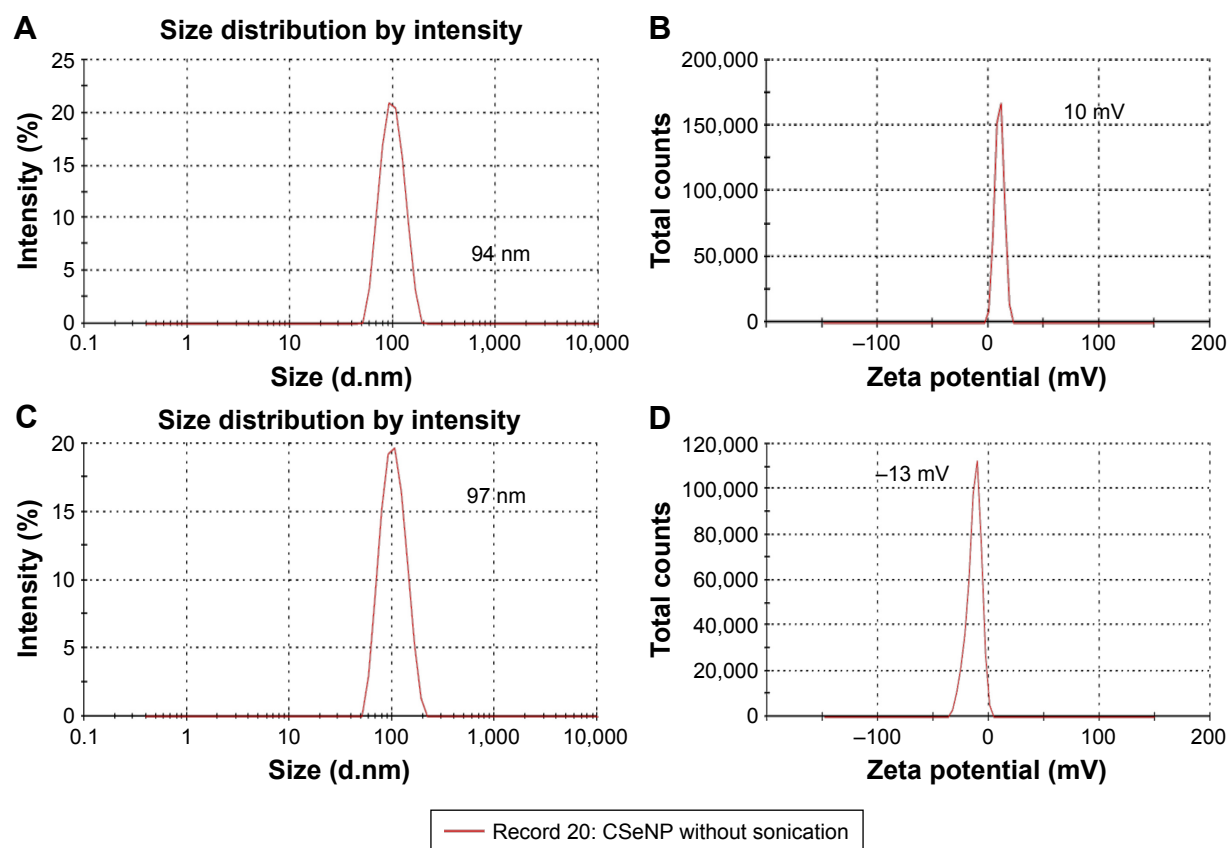 A
Size distribution by intensity
Intensity (%)
25
20
15
10
5
0
0.1 1 10 100 1,000 10,000
Size (d.nm)
94 nm
B
Total counts
200,000
150,000
100,000
50,000
0
–100 0 100 200
Zeta potential (mV)
10 mV
C
Size distribution by intensity
Intensity (%)
20
15
10
5
0
0.1 1 10 100 1,000 10,000
Size (d.nm)
97 nm
D
Total counts
120,000
100,000
80,000
60,000
40,000
20,000
0
–100 0 100 200
Zeta potential (mV)
–13 mV
Record 20: CSeNP without sonication